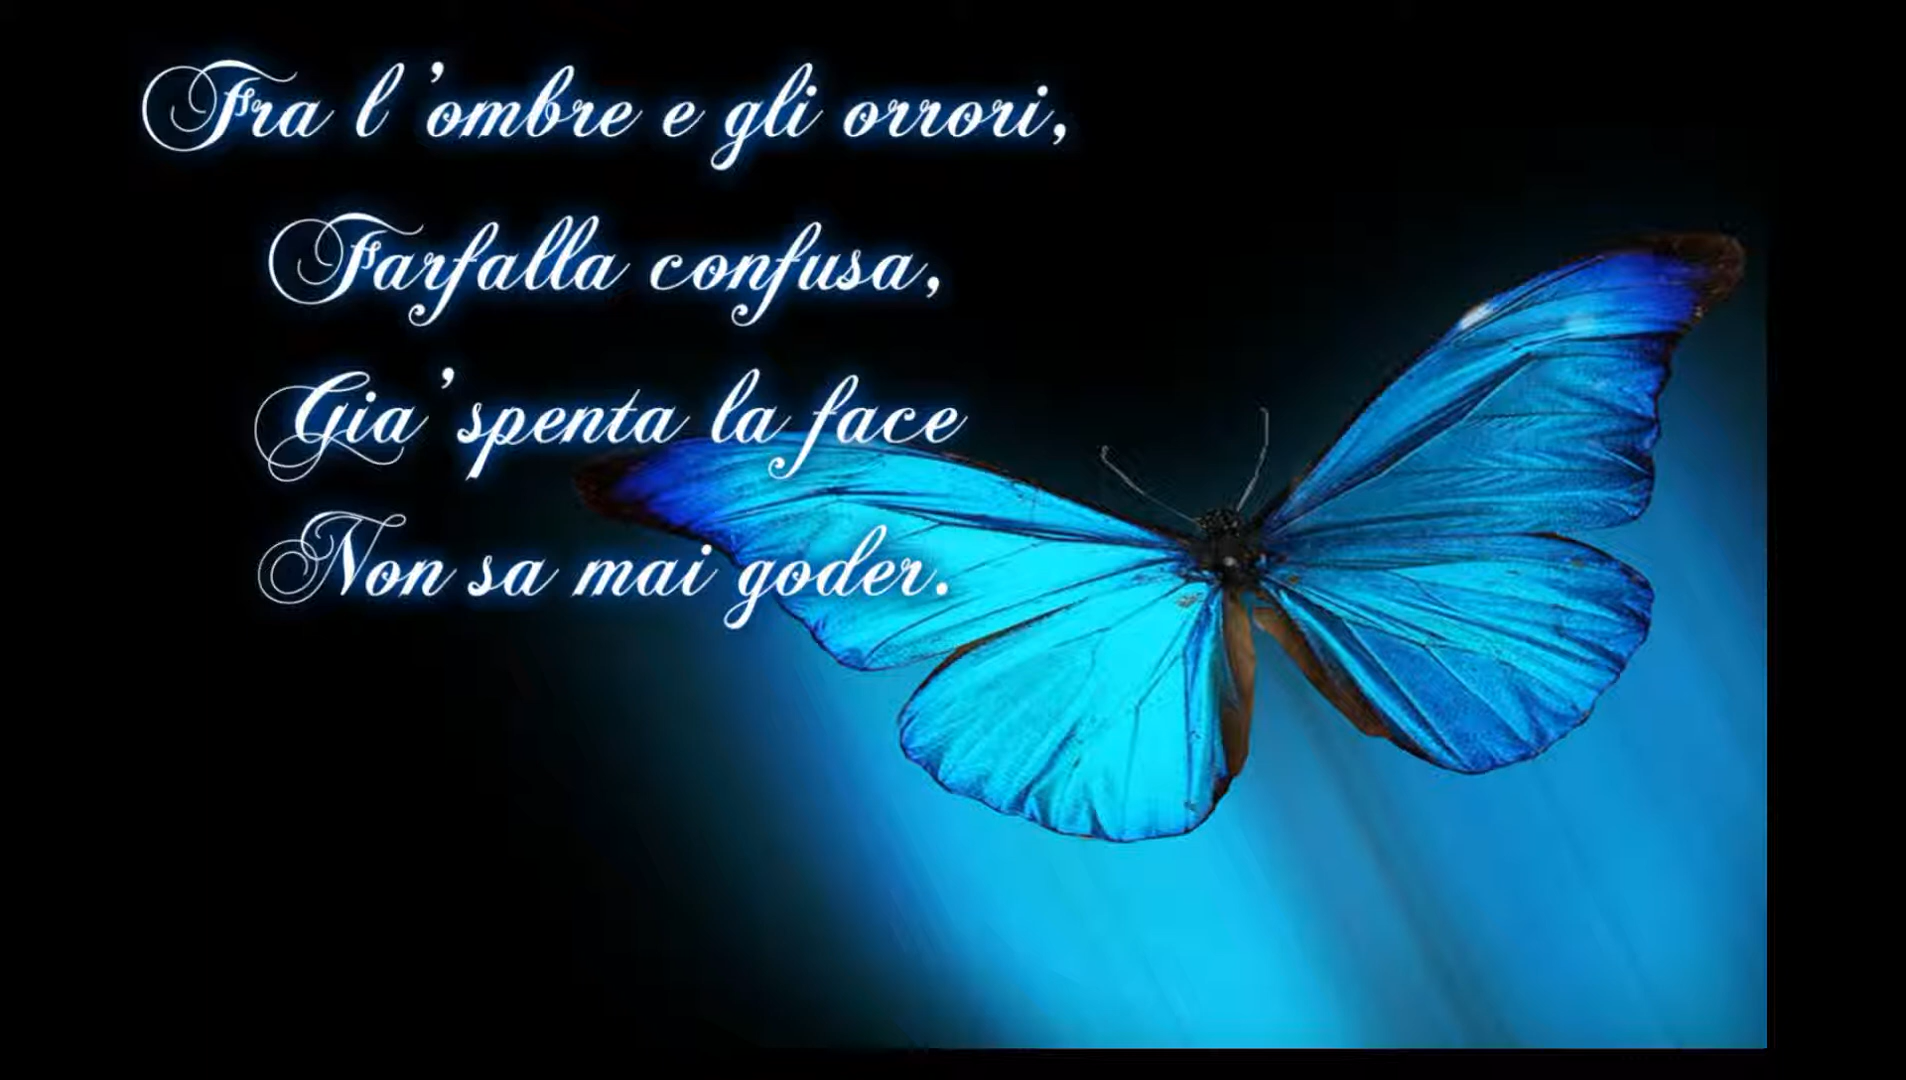 Fra l'ombre e gli orrori,
Farfalla confusa,
Gia' spenta la face
Non sa mai goder.